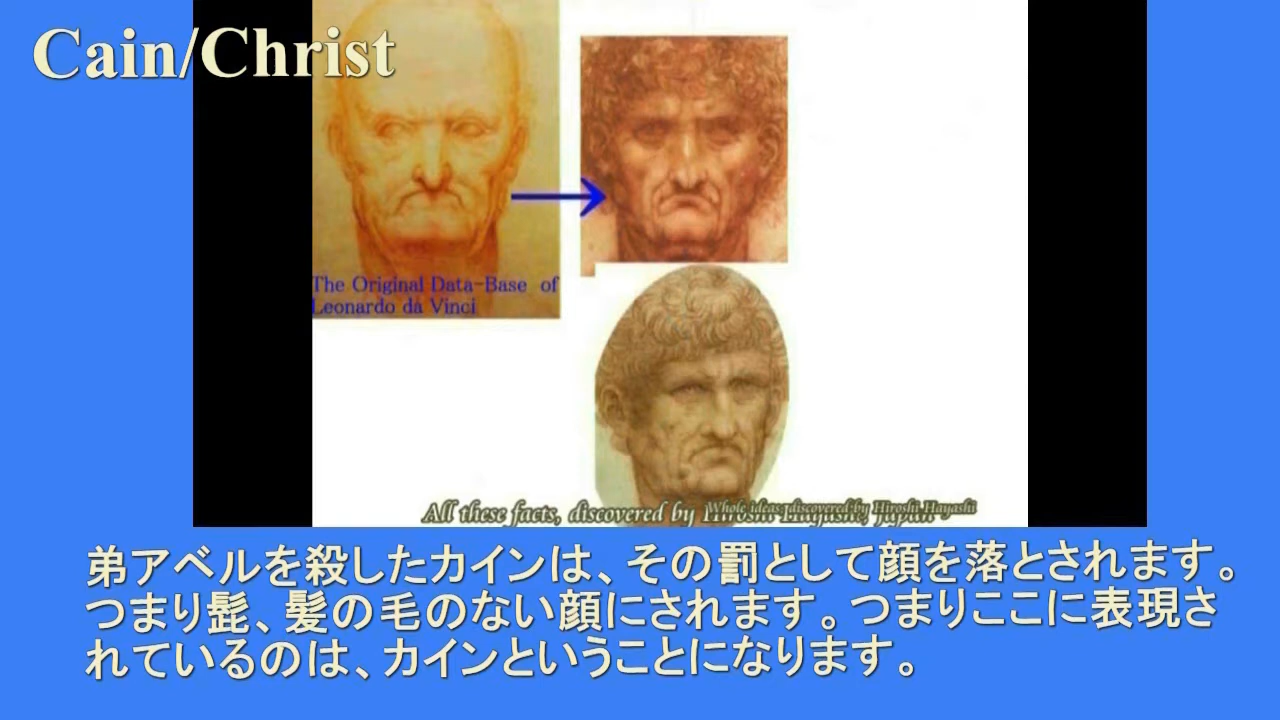 Cain/Christ
The Original Data-Base of
Leonardo da Vinci
All these facts, discovered by Hiroshi Hayashi, Japan
Whole ideas discovered by Hiroshi Hayashi
弟アベルを殺したカインは、その罰として顔を落とされます。
つまり髭、髪の毛のない顔にされます。つまりここに表現さ
れているのは、カインということになります。